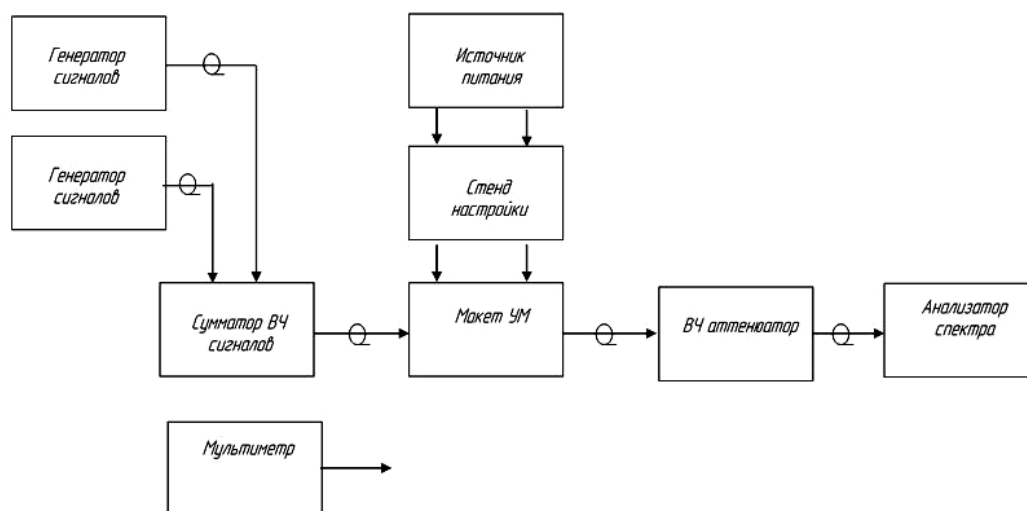 Генератор
сигналов
Источник
питания
Генератор
сигналов
Стенд
настройки
Сумматор ВЧ
сигналов
Макет УМ
ВЧ аттенюатор
Анализатор
спектра
Мультиметр